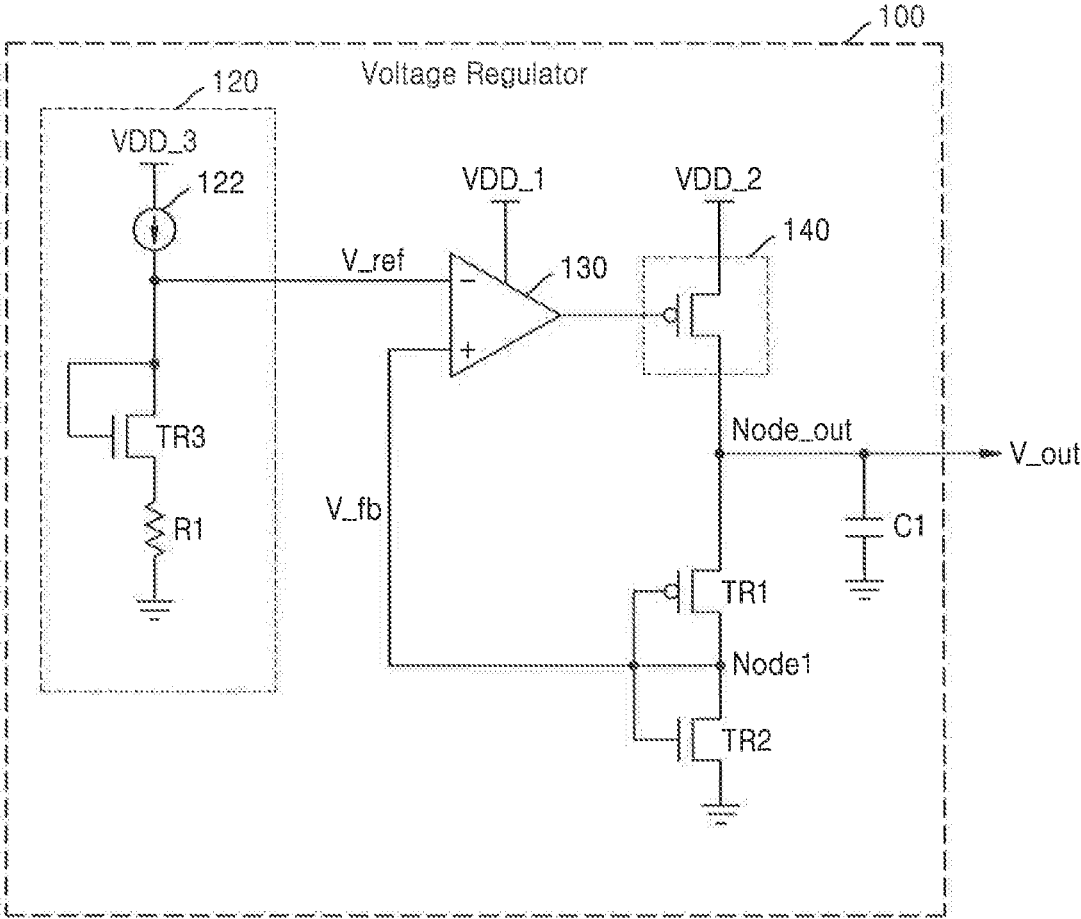 100
Voltage Regulator
120
VDD_3
122
VDD_1
VDD_2
140
V_ref
130
−
+
TR3
Node_out
V_out
V_fb
R1
C1
TR1
Node1
TR2